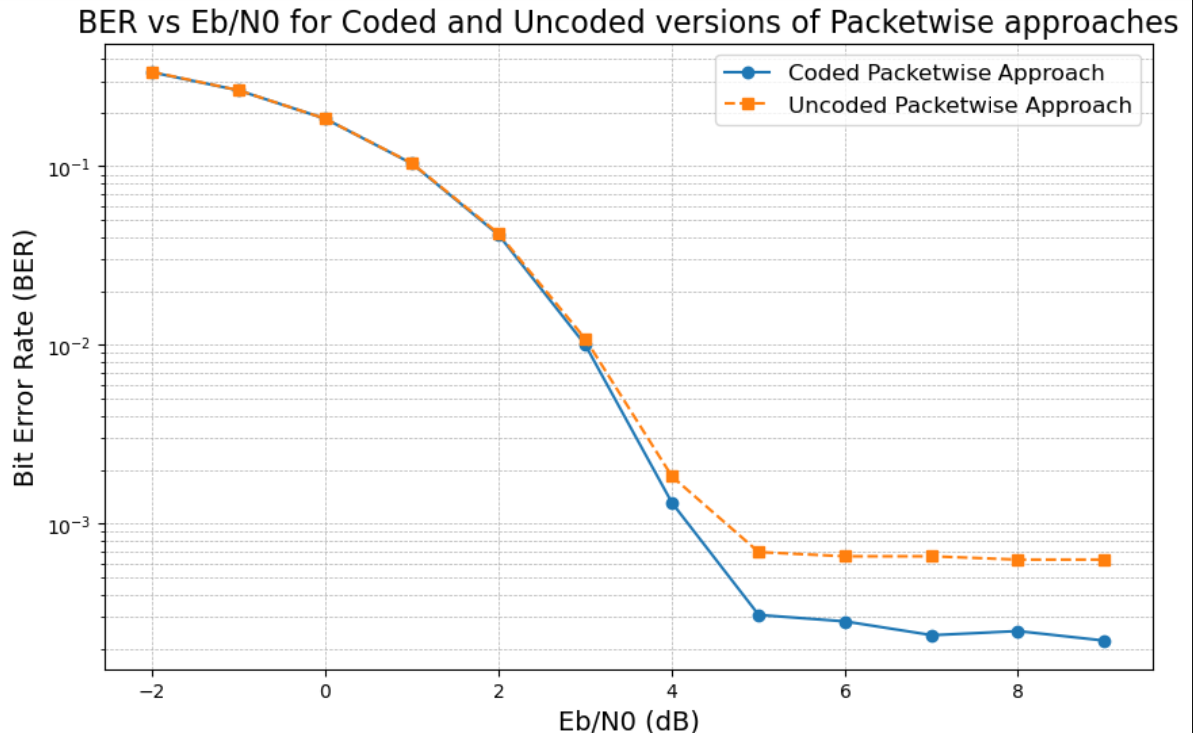 BER vs Eb/N0 for Coded and Uncoded versions of Packetwise approaches
Coded Packetwise Approach
Uncoded Packetwise Approach
Bit Error Rate (BER)
10⁻¹
10⁻²
10⁻³
−2
0
2
4
6
8
Eb/N0 (dB)